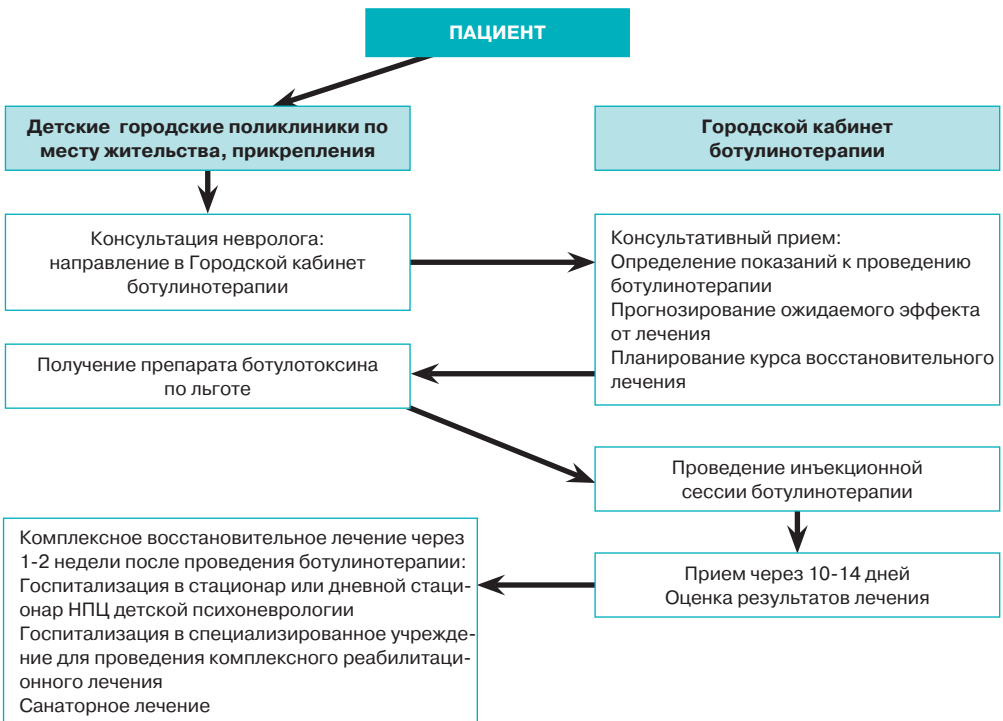 ПАЦИЕНТ
Детские городские поликлиники по
месту жительства, прикрепления
Городской кабинет
ботулинотерапии
Консультация невролога:
направление в Городской кабинет
ботулинотерапии
Консультативный прием:
Определение показаний к проведению
ботулинотерапии
Прогнозирование ожидаемого эффекта
от лечения
Планирование курса восстановительного
лечения
Получение препарата ботулотоксина
по льготе
Проведение инъекционной
сессии ботулинотерапии
Прием через 10-14 дней
Оценка результатов лечения
Комплексное восстановительное лечение через
1-2 недели после проведения ботулинотерапии:
Госпитализация в стационар или дневной стаци-
онар НПЦ детской психоневрологии
Госпитализация в специализированное учрежде-
ние для проведения комплексного реабилитаци-
онного лечения
Санаторное лечение